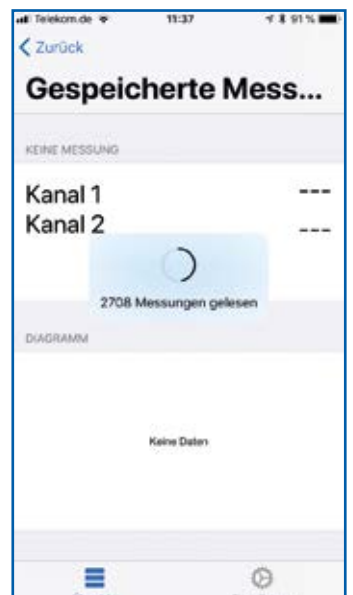 Telekom.de 11:37 91 %
Zurück
Gespeicherte Mess...
KEINE MESSUNG
Kanal 1 ---
Kanal 2 ---
2708 Messungen gelesen
DIAGRAMM
Keine Daten